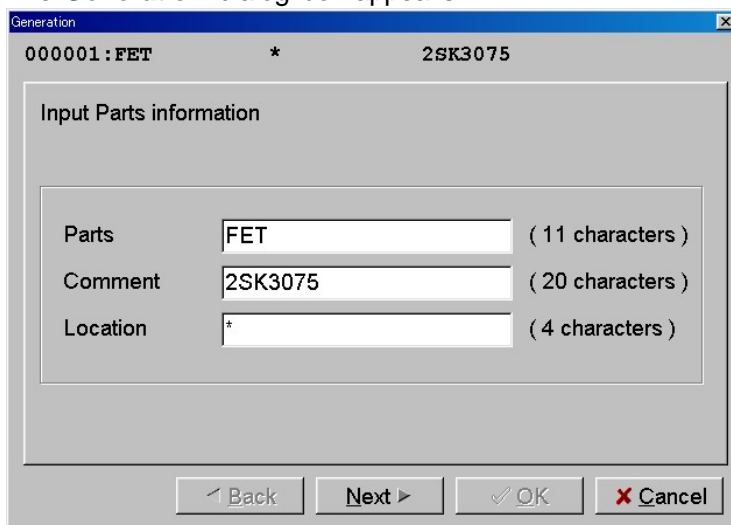 Generation
000001:FET * 2SK3075
Input Parts information
Parts FET ( 11 characters )
Comment 2SK3075 ( 20 characters )
Location * ( 4 characters )
Back Next OK Cancel